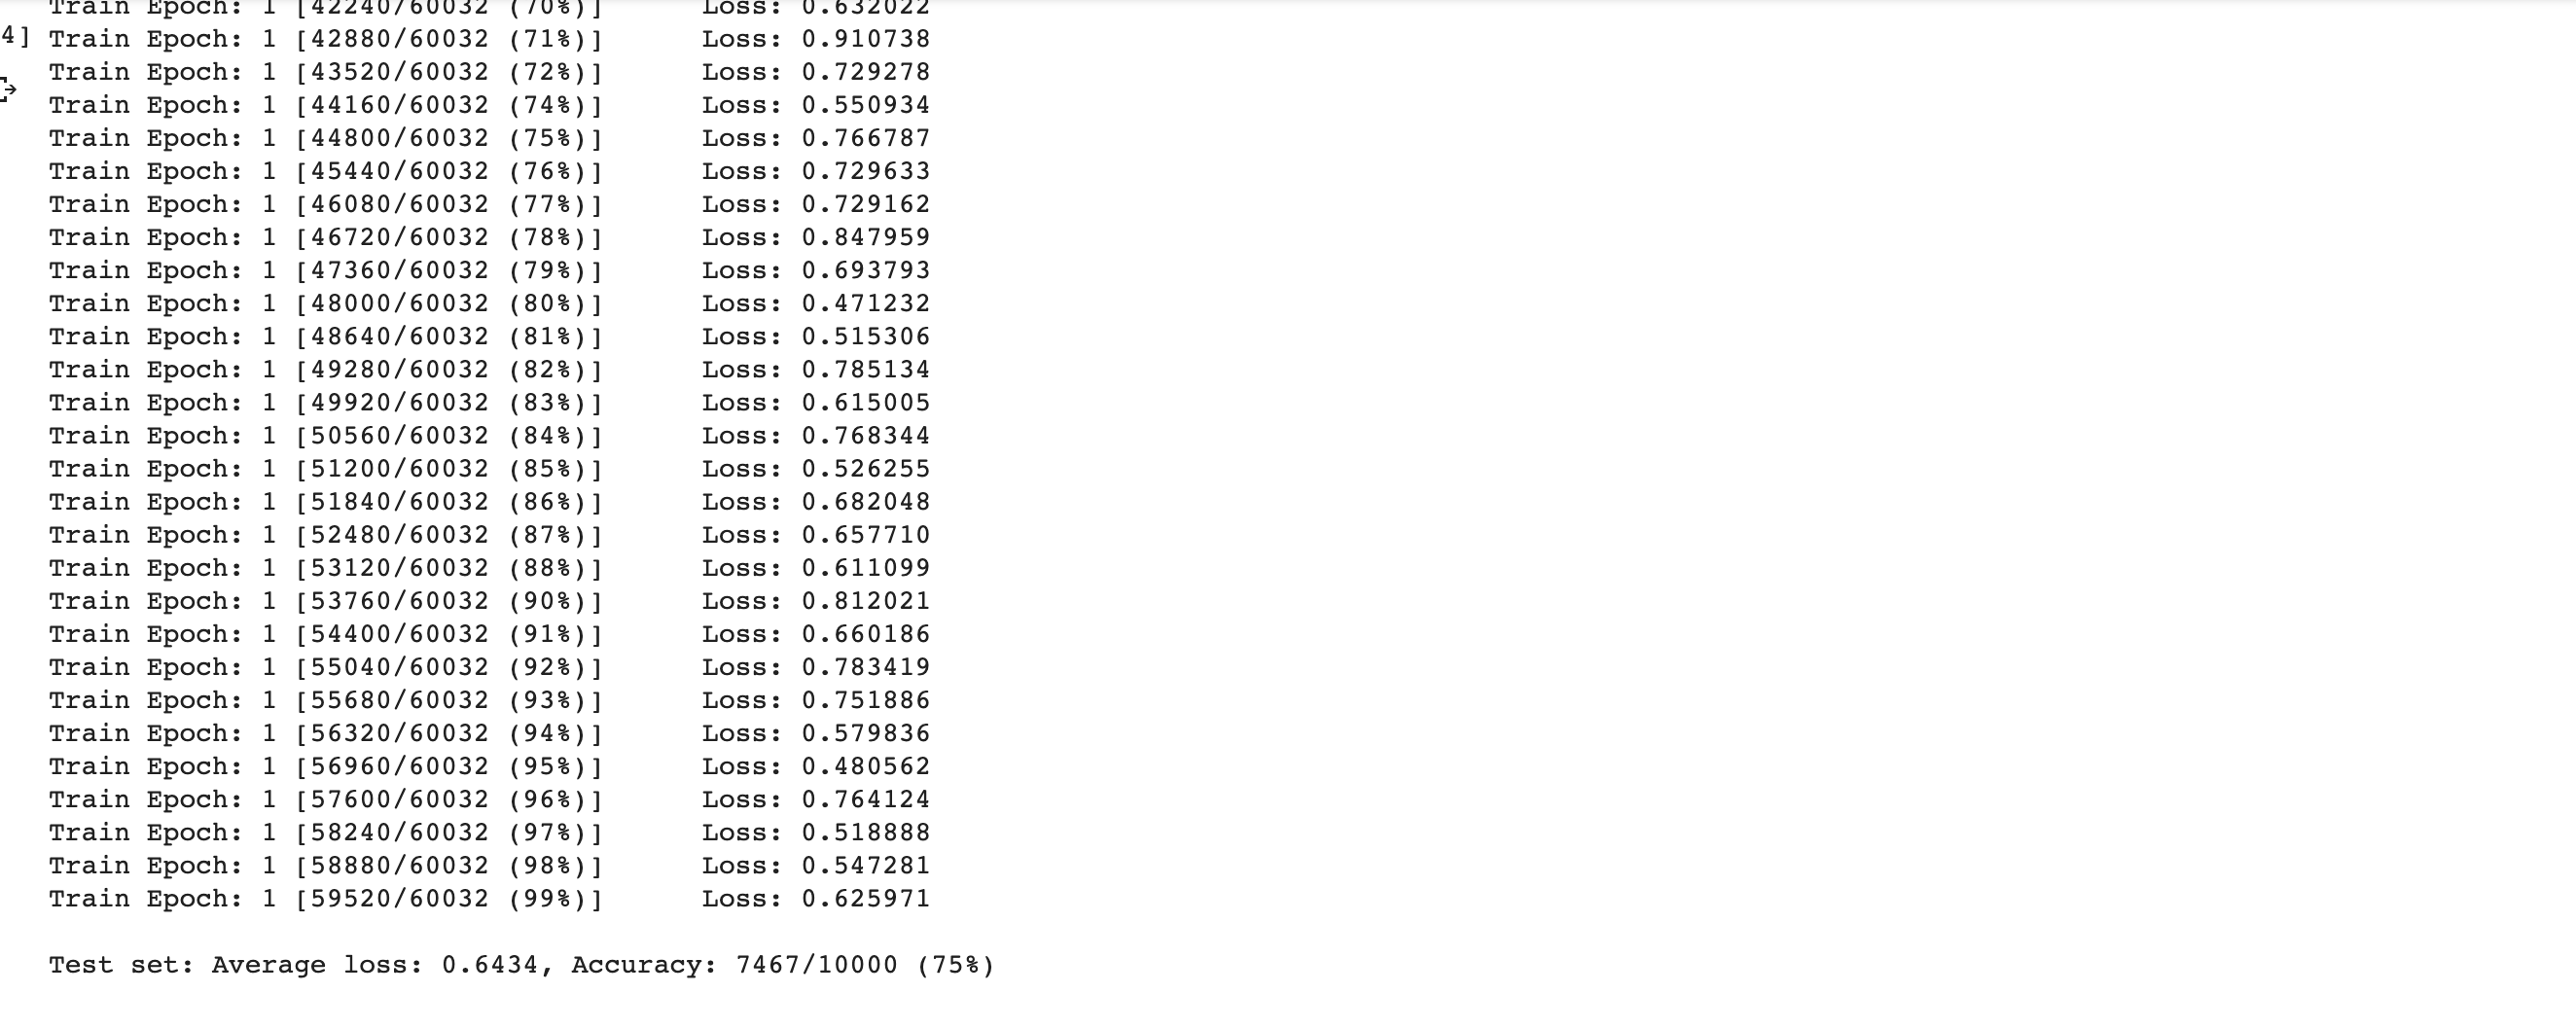 Train Epoch: 1 [42240/60032 (70%)]	Loss: 0.632022
4] Train Epoch: 1 [42880/60032 (71%)]	Loss: 0.910738
Train Epoch: 1 [43520/60032 (72%)]	Loss: 0.729278
Train Epoch: 1 [44160/60032 (74%)]	Loss: 0.550934
Train Epoch: 1 [44800/60032 (75%)]	Loss: 0.766787
Train Epoch: 1 [45440/60032 (76%)]	Loss: 0.729633
Train Epoch: 1 [46080/60032 (77%)]	Loss: 0.729162
Train Epoch: 1 [46720/60032 (78%)]	Loss: 0.847959
Train Epoch: 1 [47360/60032 (79%)]	Loss: 0.693793
Train Epoch: 1 [48000/60032 (80%)]	Loss: 0.471232
Train Epoch: 1 [48640/60032 (81%)]	Loss: 0.515306
Train Epoch: 1 [49280/60032 (82%)]	Loss: 0.785134
Train Epoch: 1 [49920/60032 (83%)]	Loss: 0.615005
Train Epoch: 1 [50560/60032 (84%)]	Loss: 0.768344
Train Epoch: 1 [51200/60032 (85%)]	Loss: 0.526255
Train Epoch: 1 [51840/60032 (86%)]	Loss: 0.682048
Train Epoch: 1 [52480/60032 (87%)]	Loss: 0.657710
Train Epoch: 1 [53120/60032 (88%)]	Loss: 0.611099
Train Epoch: 1 [53760/60032 (90%)]	Loss: 0.812021
Train Epoch: 1 [54400/60032 (91%)]	Loss: 0.660186
Train Epoch: 1 [55040/60032 (92%)]	Loss: 0.783419
Train Epoch: 1 [55680/60032 (93%)]	Loss: 0.751886
Train Epoch: 1 [56320/60032 (94%)]	Loss: 0.579836
Train Epoch: 1 [56960/60032 (95%)]	Loss: 0.480562
Train Epoch: 1 [57600/60032 (96%)]	Loss: 0.764124
Train Epoch: 1 [58240/60032 (97%)]	Loss: 0.518888
Train Epoch: 1 [58880/60032 (98%)]	Loss: 0.547281
Train Epoch: 1 [59520/60032 (99%)]	Loss: 0.625971
Test set: Average loss: 0.6434, Accuracy: 7467/10000 (75%)